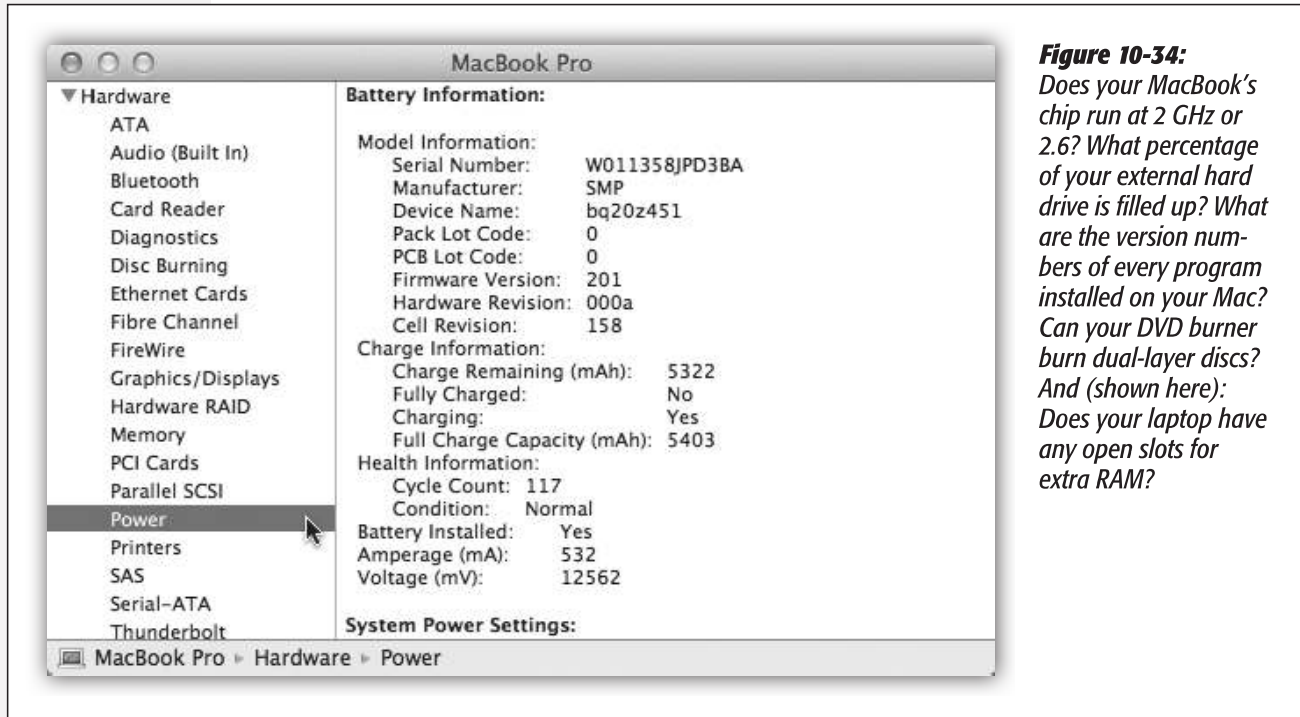 MacBook Pro
Hardware
ATA
Audio (Built In)
Bluetooth
Card Reader
Diagnostics
Disc Burning
Ethernet Cards
Fibre Channel
FireWire
Graphics/Displays
Hardware RAID
Memory
PCI Cards
Parallel SCSI
Power
Printers
SAS
Serial-ATA
Thunderbolt
Battery Information:
Model Information:
Serial Number: W011358JPD3BA
Manufacturer: SMP
Device Name: bq20z451
Pack Lot Code: 0
PCB Lot Code: 0
Firmware Version: 201
Hardware Revision: 000a
Cell Revision: 158
Charge Information:
Charge Remaining (mAh): 5322
Fully Charged: No
Charging: Yes
Full Charge Capacity (mAh): 5403
Health Information:
Cycle Count: 117
Condition: Normal
Battery Installed: Yes
Amperage (mA): 532
Voltage (mV): 12562
System Power Settings:
MacBook Pro ▸ Hardware ▸ Power
Figure 10-34:
Does your MacBook's
chip run at 2 GHz or
2.6? What percentage
of your external hard
drive is filled up? What
are the version num-
bers of every program
installed on your Mac?
Can your DVD burner
burn dual-layer discs?
And (shown here):
Does your laptop have
any open slots for
extra RAM?